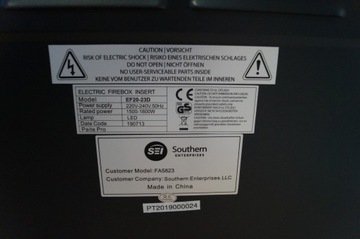 CAUTION / VORSICHT
RISK OF ELECTRIC SHOCK / RISIKO EINES ELEKTRISCHEN SCHLAGES
DO NOT OPEN / NICHT ÖFFNEN
NO USER-SERVICEABLE PARTS INSIDE
KEINE ZU WARTENDEN TEILE IM INNEREN
ELECTRIC FIREBOX INSERT
Model EF20-23D
Power supply 220V-240V,50Hz
Rated power 1500-1800W
Lamp LED
Date Code 190713
Parts Pro
SEI Southern
ENTERPRISES
Customer Model: FA5823
Customer Company: Southern Enterprises LLC
Made in China
PT2019000024